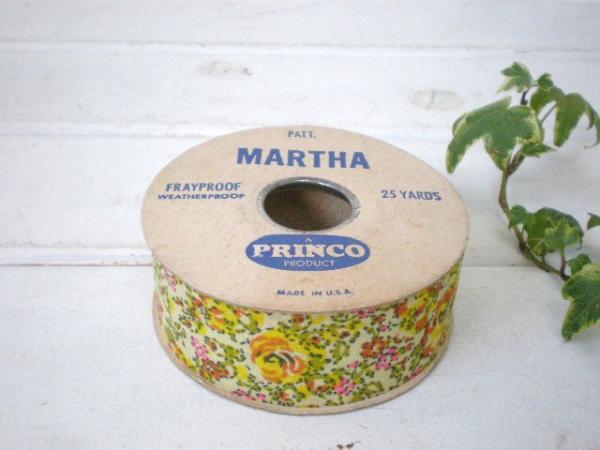 PATT.
MARTHA
FRAYPROOF
WEATHERPROOF
25 YARDS
A
PRINCO
PRODUCT
MADE IN U.S.A.